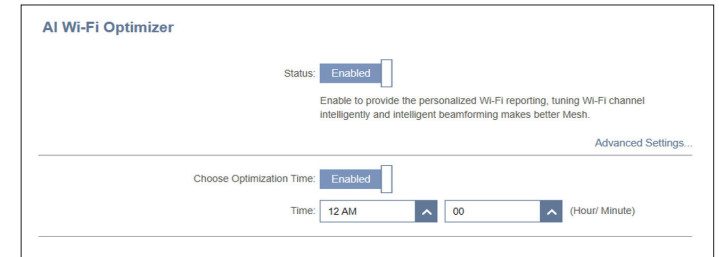 AI Wi-Fi Optimizer
Status: Enabled
Enable to provide the personalized Wi-Fi reporting, tuning Wi-Fi channel
intelligently and intelligent beamforming makes better Mesh.
Advanced Settings...
Choose Optimization Time: Enabled
Time: 12 AM 00 (Hour/ Minute)